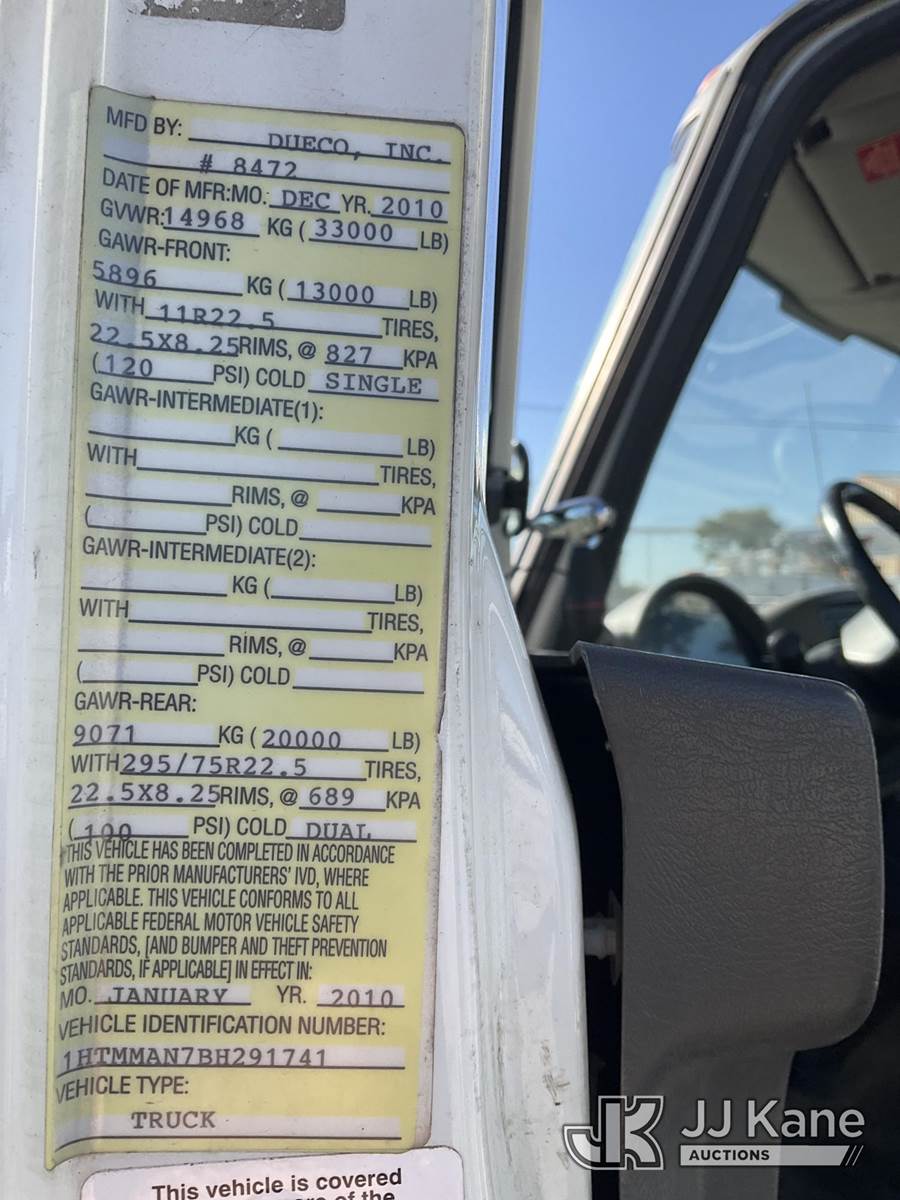 MFD BY: DUECO, INC.
# 8472
DATE OF MFR:MO. DEC YR. 2010
GVWR:14968 KG ( 33000 LB)
GAWR-FRONT:
5896 KG ( 13000 LB)
WITH 11R22.5 TIRES,
22.5X8.25 RIMS, @ 827 KPA
(120 PSI) COLD SINGLE
GAWR-INTERMEDIATE(1):
KG ( LB)
WITH TIRES,
RIMS, @ KPA
( PSI) COLD
GAWR-INTERMEDIATE(2):
KG ( LB)
WITH TIRES,
RIMS, @ KPA
( PSI) COLD
GAWR-REAR:
9071 KG ( 20000 LB)
WITH 295/75R22.5 TIRES,
22.5X8.25 RIMS, @ 689 KPA
( 100 PSI) COLD DUAL
THIS VEHICLE HAS BEEN COMPLETED IN ACCORDANCE
WITH THE PRIOR MANUFACTURERS' IVD, WHERE
APPLICABLE. THIS VEHICLE CONFORMS TO ALL
APPLICABLE FEDERAL MOTOR VEHICLE SAFETY
STANDARDS, [AND BUMPER AND THEFT PREVENTION
STANDARDS, IF APPLICABLE] IN EFFECT IN:
MO. JANUARY YR. 2010
VEHICLE IDENTIFICATION NUMBER:
1HTMMAN7BH291741
VEHICLE TYPE:
TRUCK
This vehicle is covered
of the
JK JJ Kane
AUCTIONS